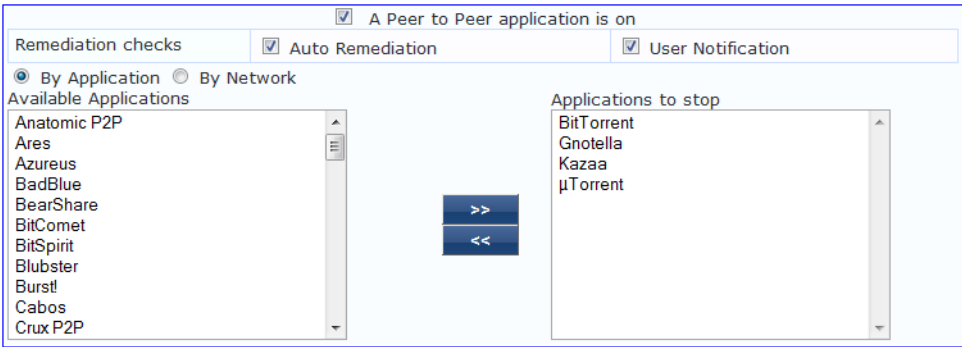 A Peer to Peer application is on
Remediation checks Auto Remediation User Notification
By Application By Network
Available Applications
Anatomic P2P
Ares
Azureus
BadBlue
BearShare
BitComet
BitSpirit
Blubster
Burst!
Cabos
Crux P2P
>>
<<
Applications to stop
BitTorrent
Gnotella
Kazaa
µTorrent